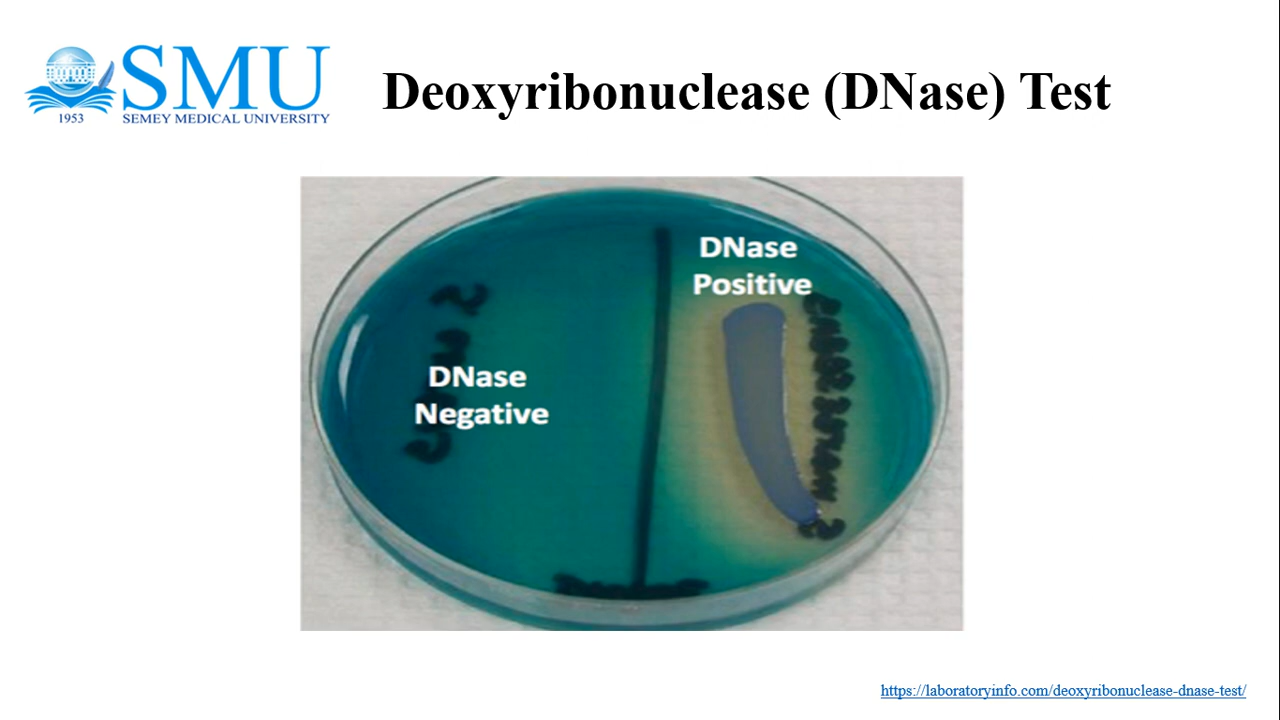 SMU
1953
SEMEY MEDICAL UNIVERSITY
Deoxyribonuclease (DNase) Test
DNase
Positive
DNase
Negative
https://laboratoryinfo.com/deoxyribonuclease-dnase-test/